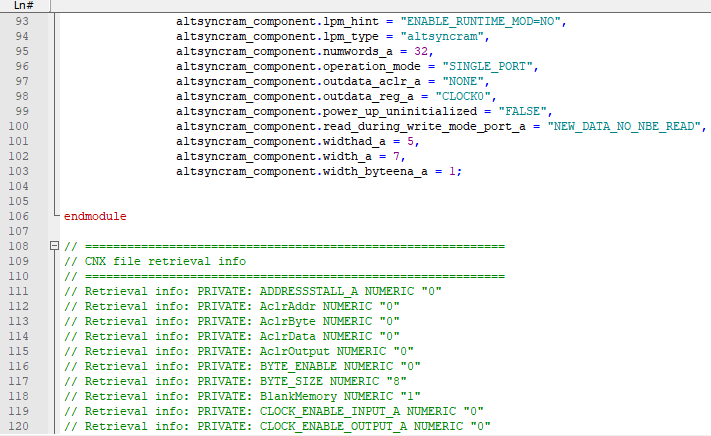 Ln#
93 altsyncram_component.lpm_hint = "ENABLE_RUNTIME_MOD=NO",
94 altsyncram_component.lpm_type = "altsyncram",
95 altsyncram_component.numwords_a = 32,
96 altsyncram_component.operation_mode = "SINGLE_PORT",
97 altsyncram_component.outdata_aclr_a = "NONE",
98 altsyncram_component.outdata_reg_a = "CLOCK0",
99 altsyncram_component.power_up_uninitialized = "FALSE",
100 altsyncram_component.read_during_write_mode_port_a = "NEW_DATA_NO_NBE_READ",
101 altsyncram_component.widthad_a = 5,
102 altsyncram_component.width_a = 7,
103 altsyncram_component.width_byteena_a = 1;
104
105
106 endmodule
107
108 // ============================================================
109 // CNX file retrieval info
110 // ============================================================
111 // Retrieval info: PRIVATE: ADDRESSSTALL_A NUMERIC "0"
112 // Retrieval info: PRIVATE: AclrAddr NUMERIC "0"
113 // Retrieval info: PRIVATE: AclrByte NUMERIC "0"
114 // Retrieval info: PRIVATE: AclrData NUMERIC "0"
115 // Retrieval info: PRIVATE: AclrOutput NUMERIC "0"
116 // Retrieval info: PRIVATE: BYTE_ENABLE NUMERIC "0"
117 // Retrieval info: PRIVATE: BYTE_SIZE NUMERIC "8"
118 // Retrieval info: PRIVATE: BlankMemory NUMERIC "1"
119 // Retrieval info: PRIVATE: CLOCK_ENABLE_INPUT_A NUMERIC "0"
120 // Retrieval info: PRIVATE: CLOCK_ENABLE_OUTPUT_A NUMERIC "0"